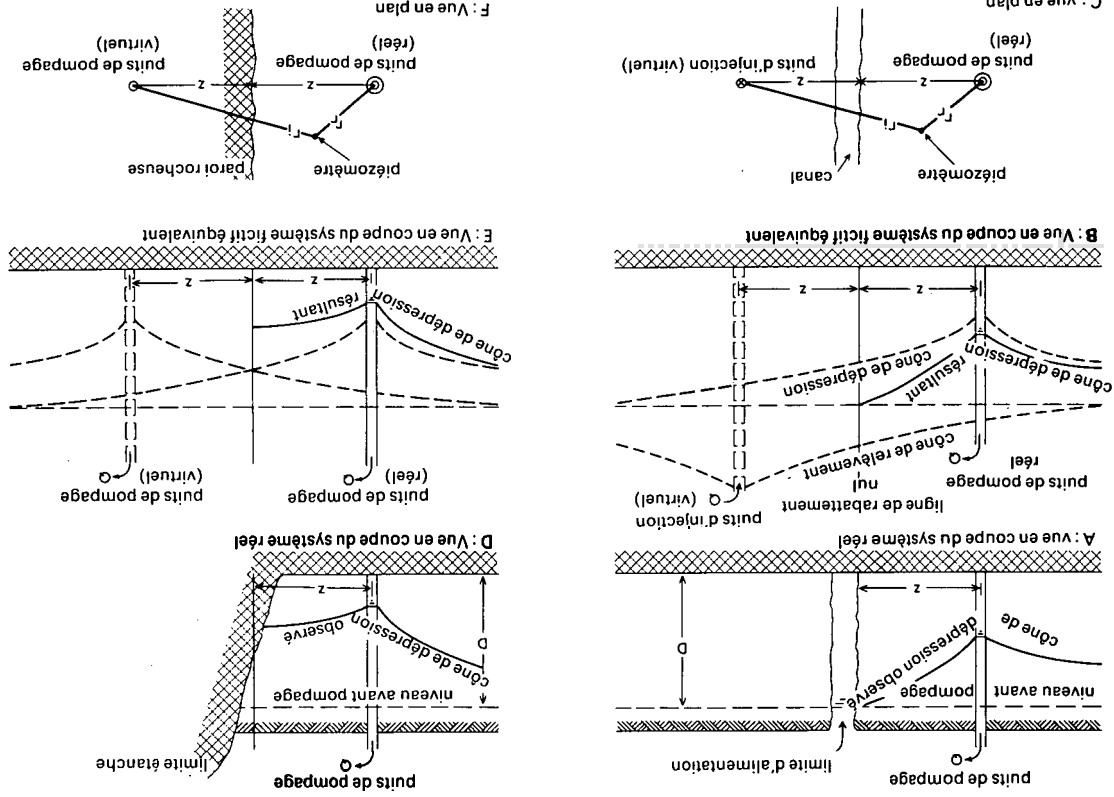 puits de pompage
Q
limite d'alimentation
niveau avant pompage
cône de
dépression observé
z
D
A : vue en coupe du système réel
puits de pompage
Q
limite étanche
niveau avant pompage
cône de dépression observé
D
z
D : Vue en coupe du système réel
puits de pompage
réel
Q
ligne de rabattement
nul
puits d'injection
(virtuel)
Q
cône de relèvement
cône de dépression
résultant
cône de dépression
z
z
B : Vue en coupe du système fictif équivalent
puits de pompage
(réel)
Q
puits de pompage
(virtuel)
Q
cône de dépression
résultant
z
z
E : Vue en coupe du système fictif équivalent
piézomètre
canal
rr
ri
z
z
puits de pompage
(réel)
puits d'injection (virtuel)
C : vue en plan
piézomètre
paroi rocheuse
rr
ri
z
z
puits de pompage
(réel)
puits de pompage
(virtuel)
F : Vue en plan